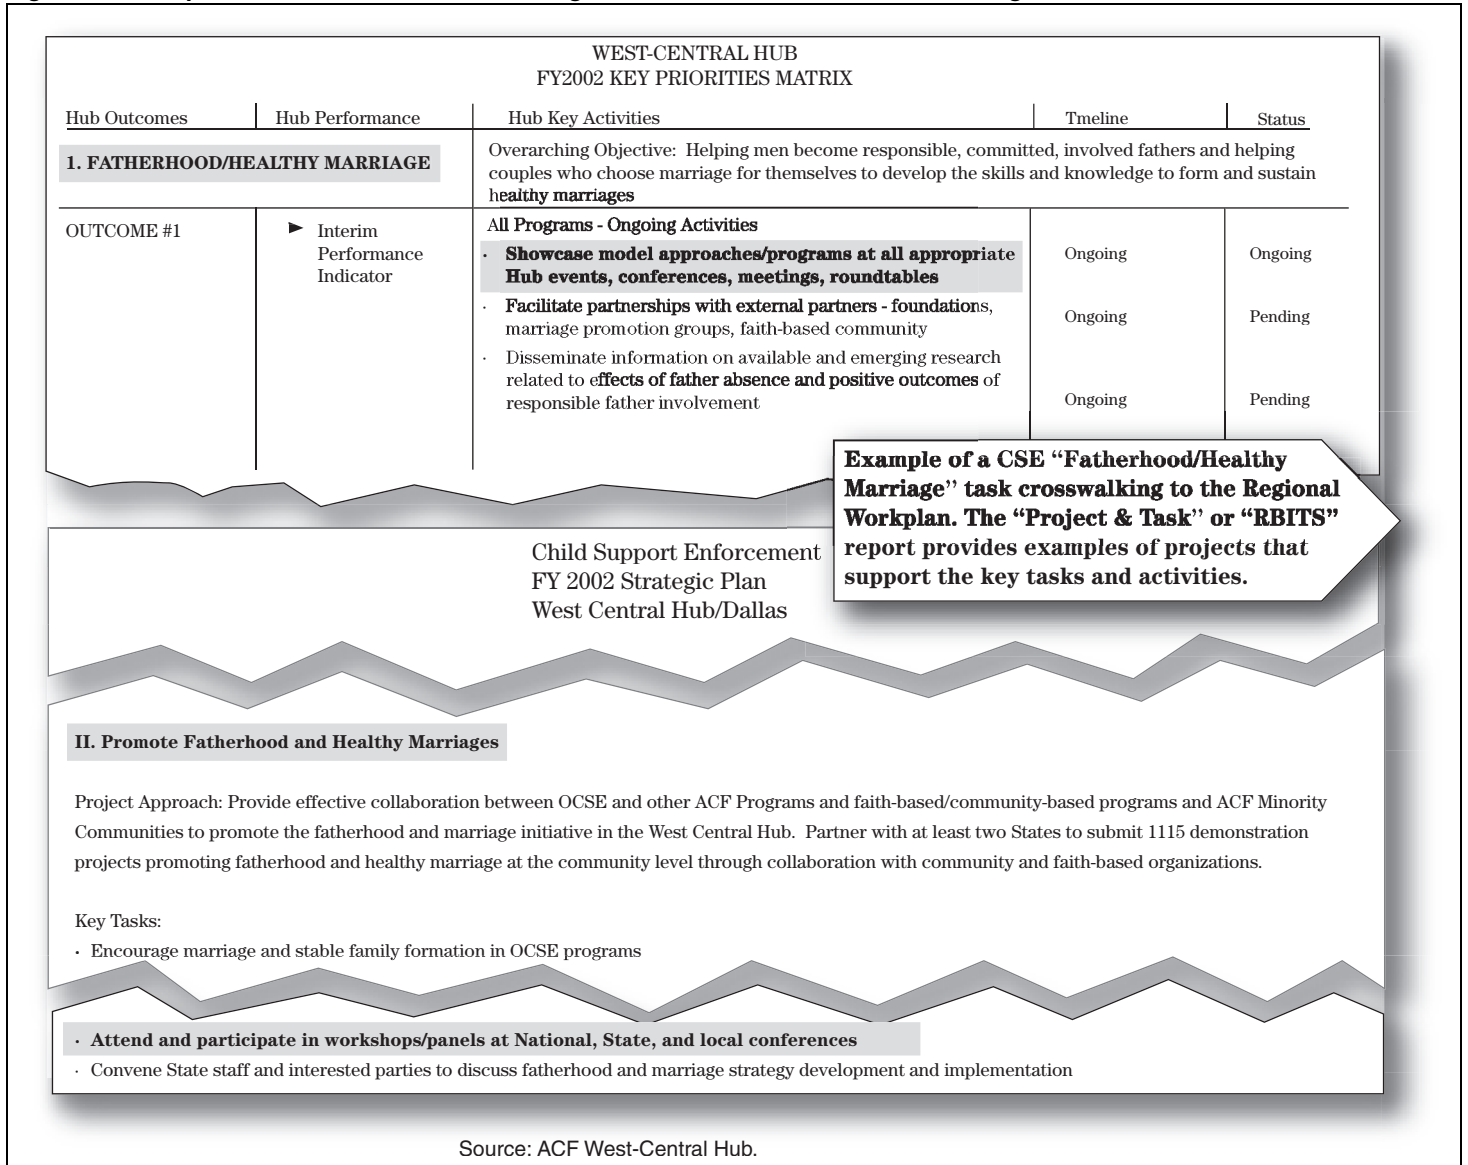 WEST-CENTRAL HUB
FY2002 KEY PRIORITIES MATRIX
Hub Outcomes Hub Performance Hub Key Activities Tmeline Status
1. FATHERHOOD/HEALTHY MARRIAGE
Overarching Objective: Helping men become responsible, committed, involved fathers and helping
couples who choose marriage for themselves to develop the skills and knowledge to form and sustain
healthy marriages
OUTCOME #1
► Interim
Performance
Indicator
All Programs - Ongoing Activities
· Showcase model approaches/programs at all appropriate
Hub events, conferences, meetings, roundtables
Ongoing Ongoing
· Facilitate partnerships with external partners - foundations,
marriage promotion groups, faith-based community
Ongoing Pending
· Disseminate information on available and emerging research
related to effects of father absence and positive outcomes of
responsible father involvement
Ongoing Pending
Example of a CSE “Fatherhood/Healthy
Marriage” task crosswalking to the Regional
Workplan. The “Project & Task” or “RBITS”
report provides examples of projects that
support the key tasks and activities.
Child Support Enforcement
FY 2002 Strategic Plan
West Central Hub/Dallas
II. Promote Fatherhood and Healthy Marriages
Project Approach: Provide effective collaboration between OCSE and other ACF Programs and faith-based/community-based programs and ACF Minority
Communities to promote the fatherhood and marriage initiative in the West Central Hub. Partner with at least two States to submit 1115 demonstration
projects promoting fatherhood and healthy marriage at the community level through collaboration with community and faith-based organizations.
Key Tasks:
· Encourage marriage and stable family formation in OCSE programs
· Attend and participate in workshops/panels at National, State, and local conferences
· Convene State staff and interested parties to discuss fatherhood and marriage strategy development and implementation
Source: ACF West-Central Hub.